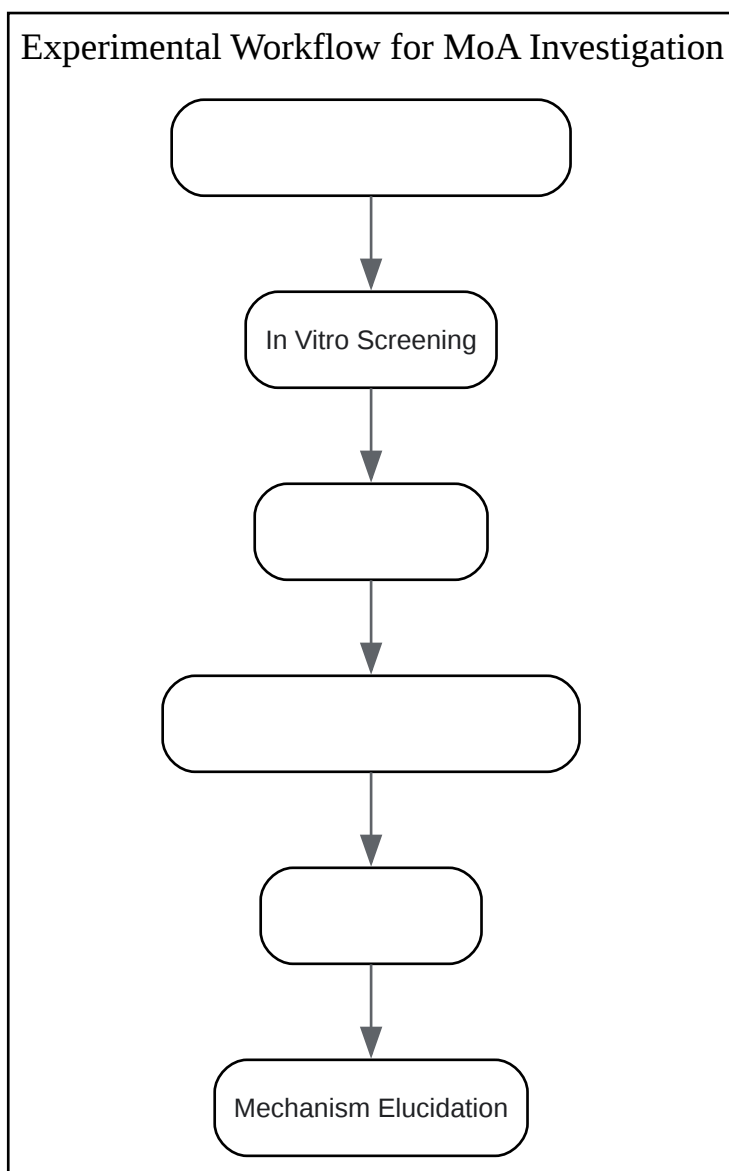 Experimental Workflow for MoA Investigation
In Vitro Screening
Mechanism Elucidation